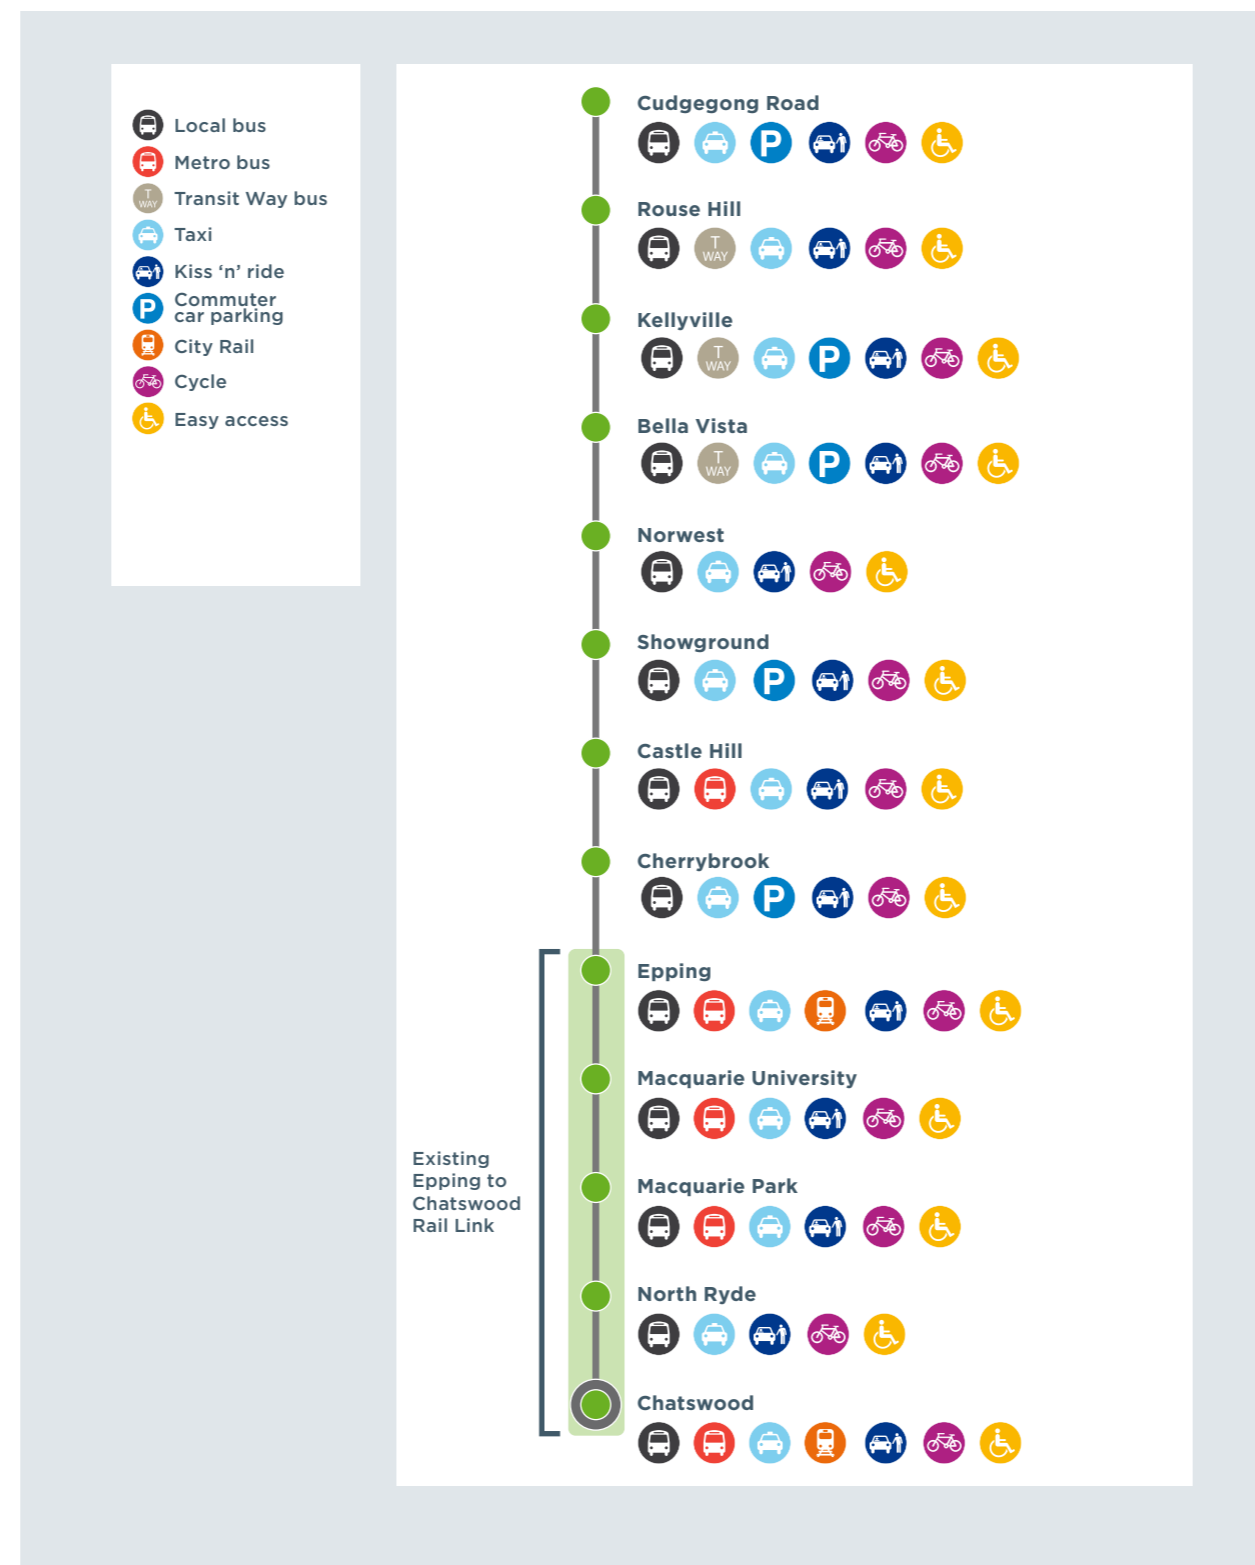 Local bus
Metro bus
T
WAY
Transit Way bus
Taxi
Kiss ‘n’ ride
P
Commuter
car parking
City Rail
Cycle
Easy access
Cudgegong Road
P
Rouse Hill
T
WAY
Kellyville
T
WAY
P
Bella Vista
T
WAY
P
Norwest
Showground
P
Castle Hill
Cherrybrook
P
Epping
Macquarie University
Existing
Epping to
Chatswood
Rail Link
Macquarie Park
North Ryde
Chatswood